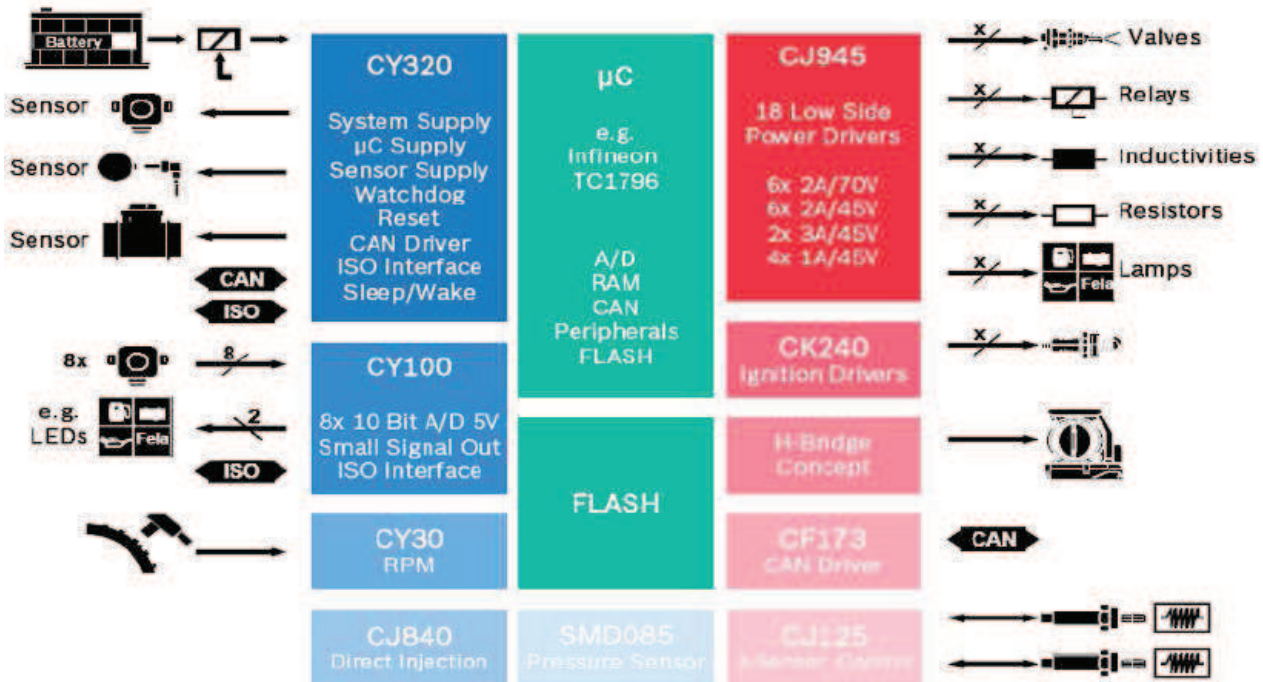 Battery
Sensor
Sensor
Sensor
CAN
ISO
8x
8
e.g.
LEDs
Fela
2
ISO
CY320
System Supply
µC Supply
Sensor Supply
Watchdog
Reset
CAN Driver
ISO Interface
Sleep/Wake
CY100
8x 10 Bit A/D 5V
Small Signal Out
ISO Interface
CY30
RPM
CJ840
Direct Injection
µC
e.g.
Infineon
TC1796
A/D
RAM
CAN
Peripherals
FLASH
FLASH
SMD085
Pressure Sensor
CJ945
18 Low Side
Power Drivers
6x 2A/70V
6x 2A/45V
2x 3A/45V
4x 1A/45V
CK240
Ignition Drivers
H-Bridge
Concept
CF173
CAN Driver
CJ125
x
Valves
x
Relays
x
Inductivities
x
Resistors
x
Fela
Lamps
x
CAN